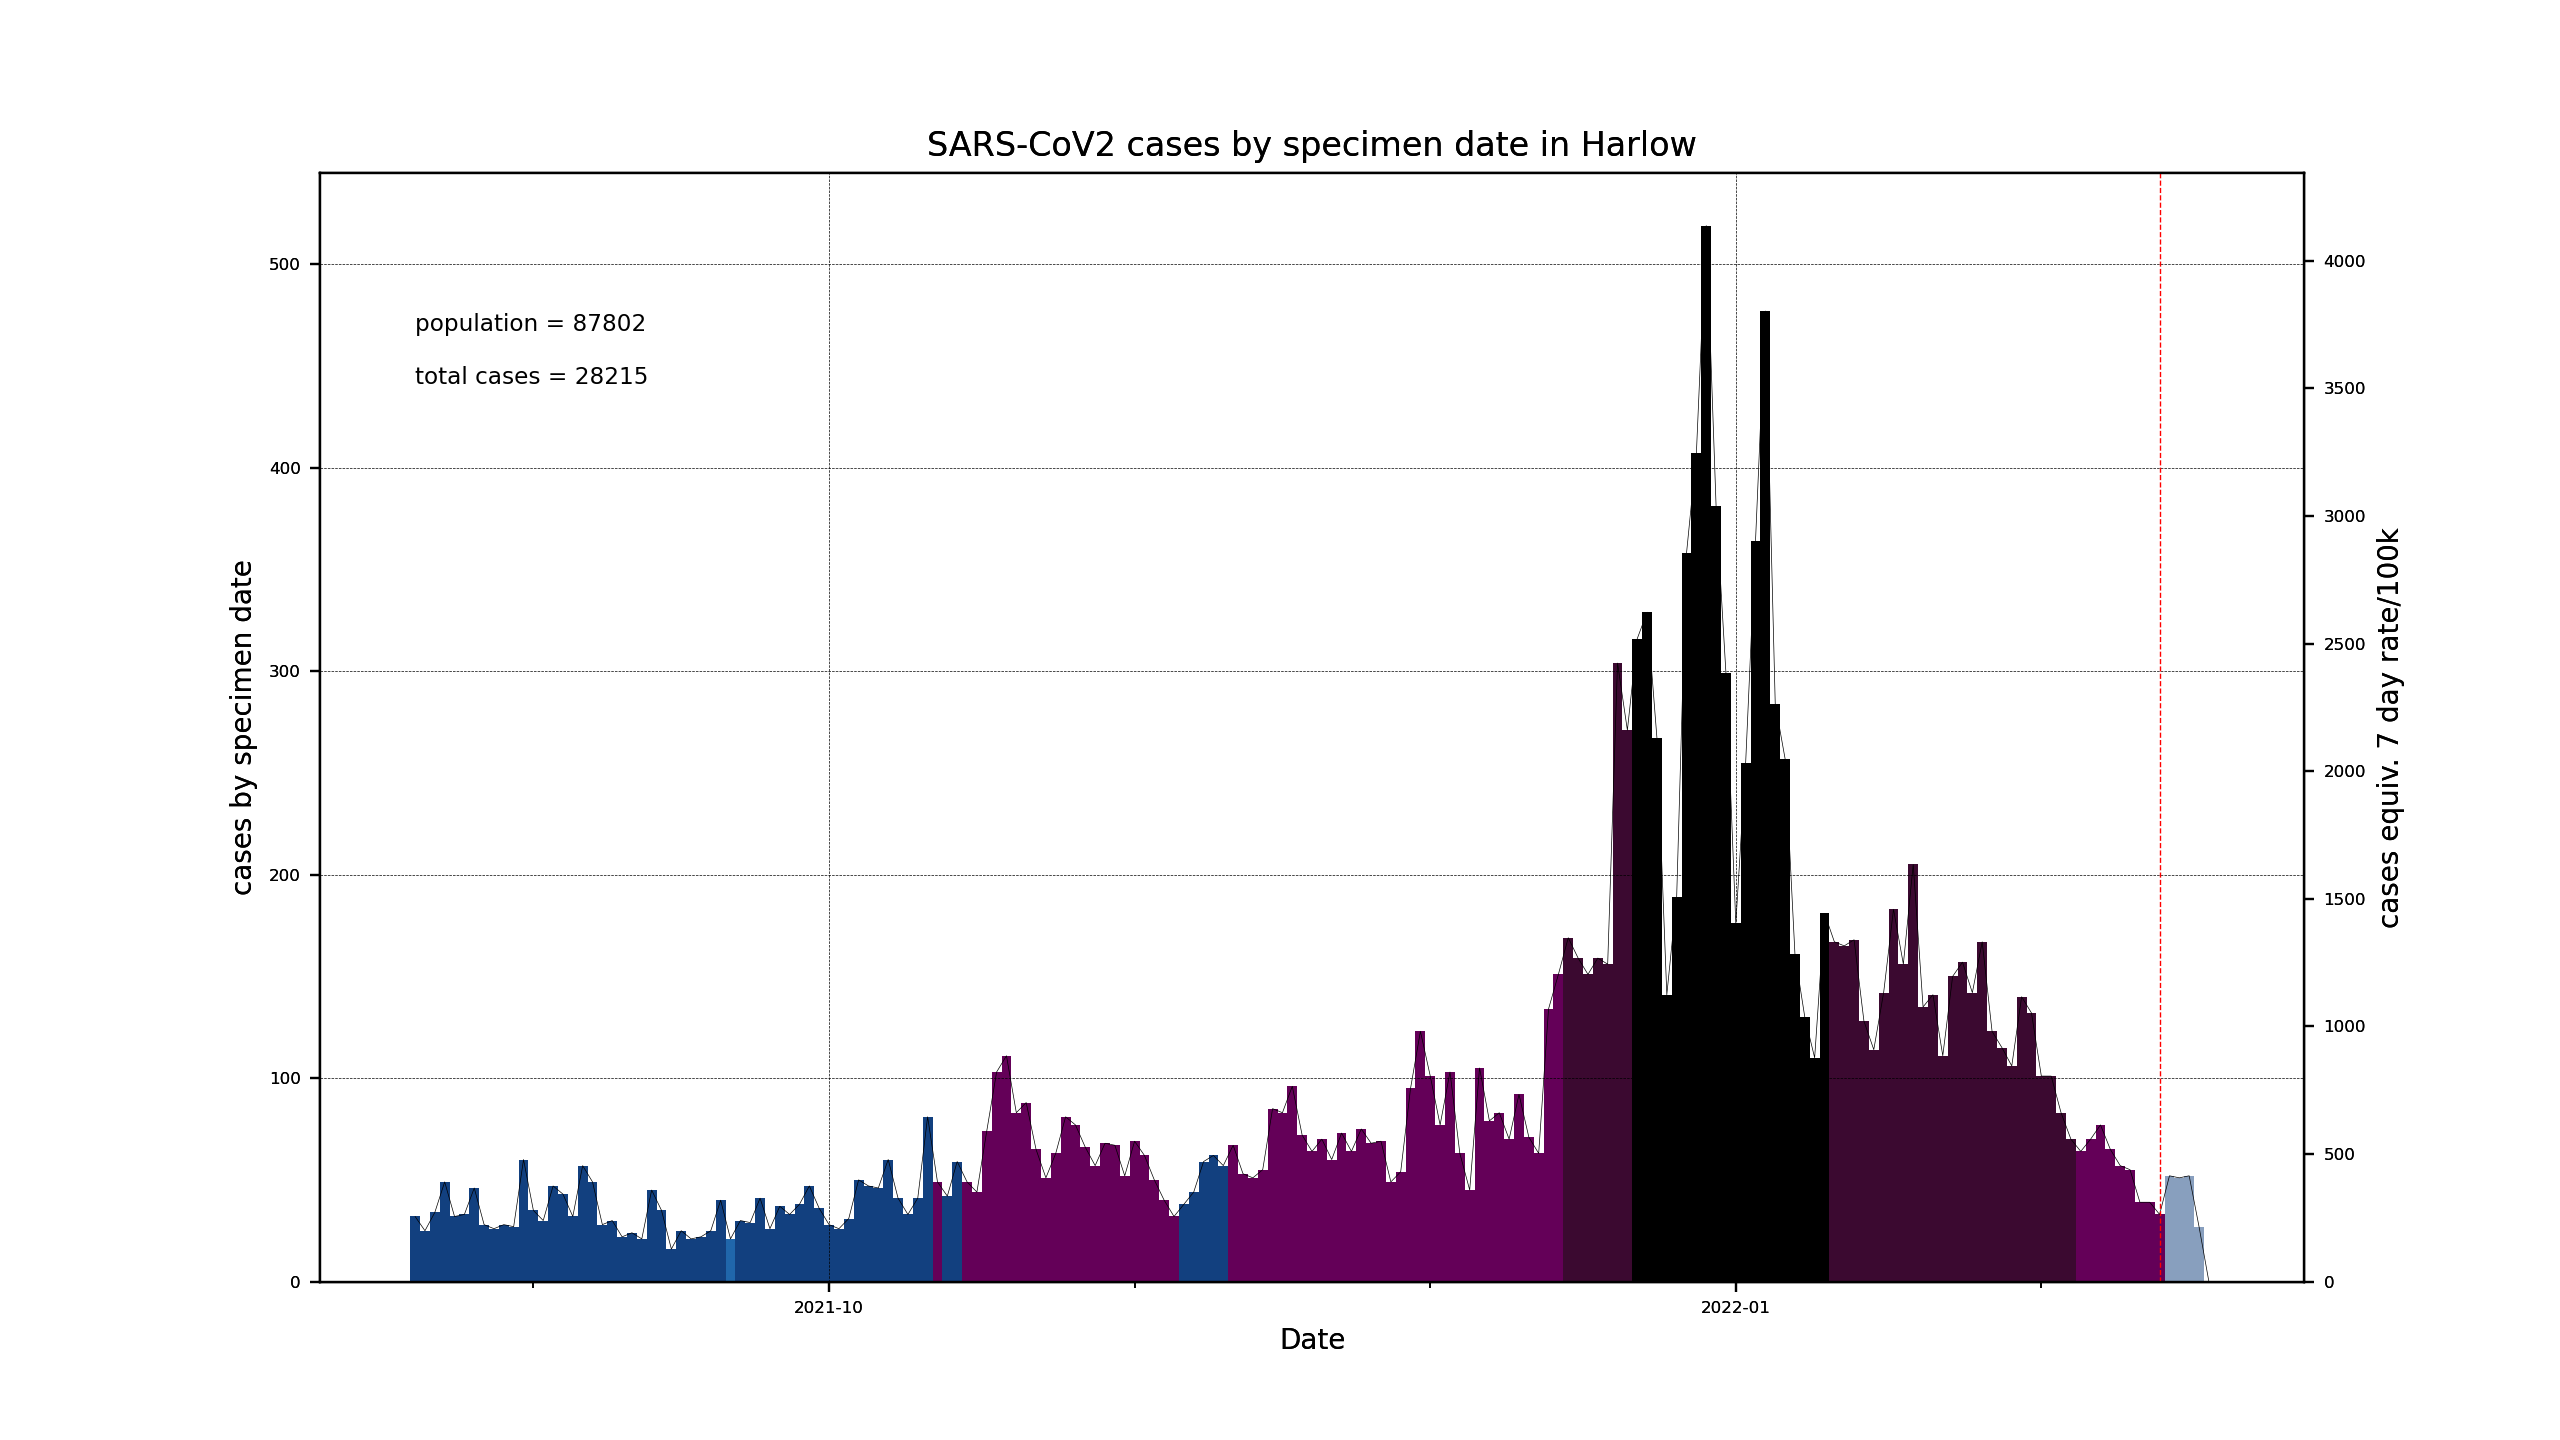 SARS-CoV2 cases by specimen date in Harlow
population = 87802
total cases = 28215
cases by specimen date
500
400
300
200
100
0
4000
3500
3000
2500
2000
1500
1000
500
0
cases equiv. 7 day rate/100k
2021-10
2022-01
Date